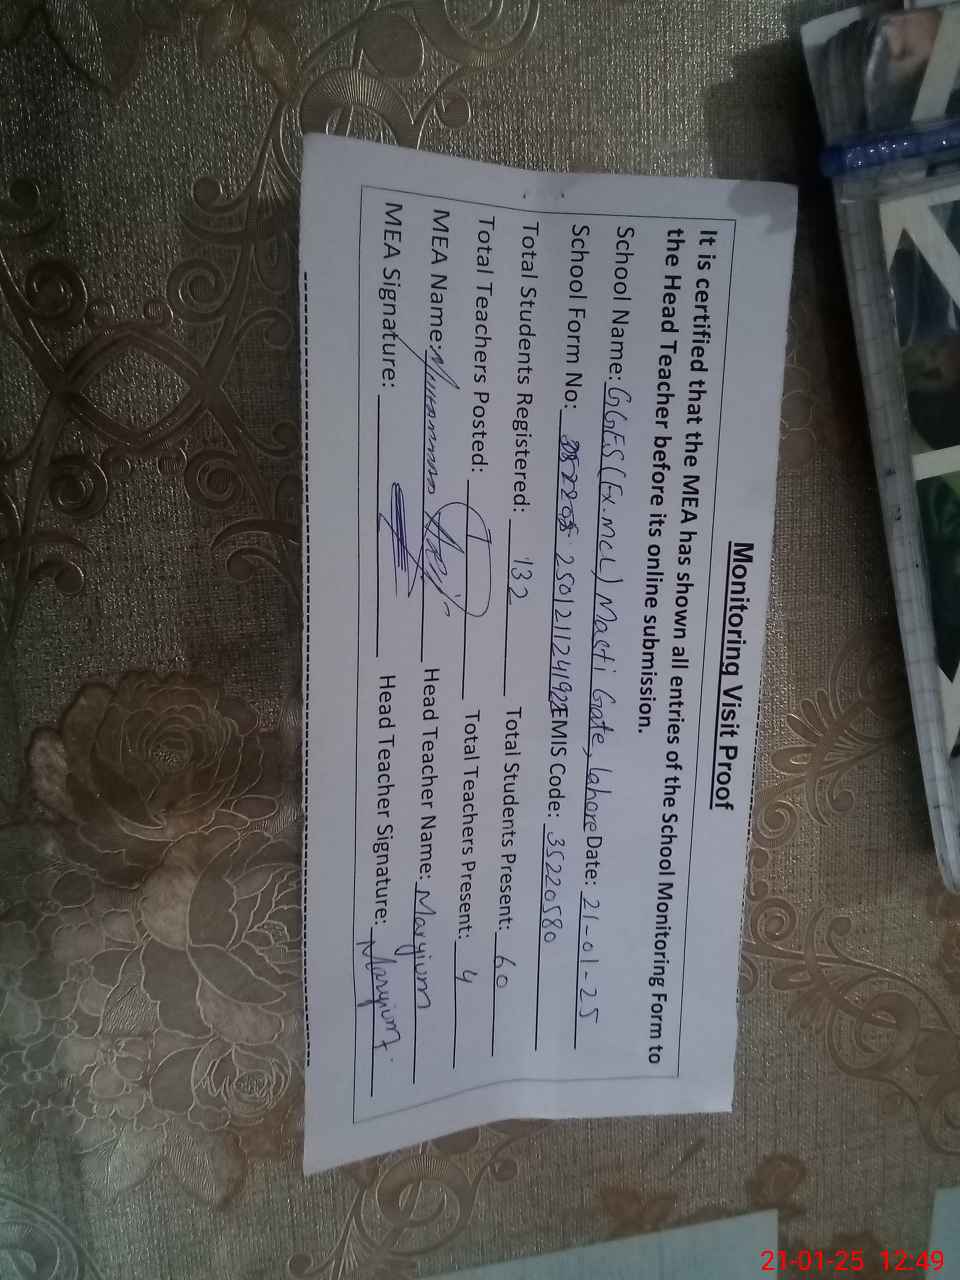 Monitoring Visit Proof
It is certified that the MEA has shown all entries of the School Monitoring Form to
the Head Teacher before its online submission.
School Name: GGES (Ex.MCL) Macti Gate, lahore Date: 21-01-25
School Form No: 250121124192 EMIS Code: 35220580
Total Students Registered: 132 Total Students Present: 60
Total Teachers Posted: Total Teachers Present: 4
MEA Name: Head Teacher Name: Maryium
MEA Signature: Head Teacher Signature: Maryium.
21-01-25 12:49